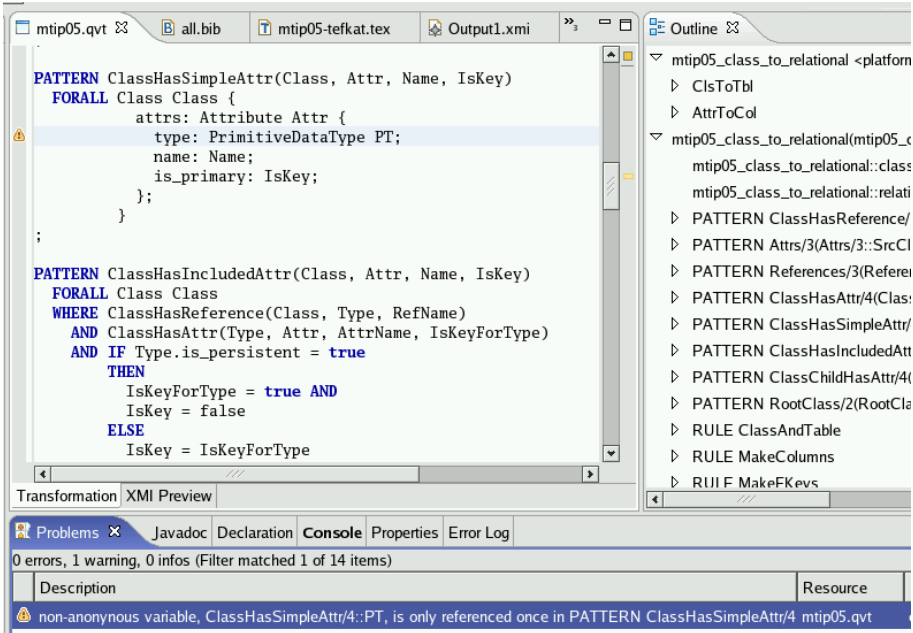 mtip05.qvt
all.bib
mtip05-tefkat.tex
Output1.xmi
»3
PATTERN ClassHasSimpleAttr(Class, Attr, Name, IsKey)
FORALL Class Class {
attrs: Attribute Attr {
type: PrimitiveDataType PT;
name: Name;
is_primary: IsKey;
};
}
;
PATTERN ClassHasIncludedAttr(Class, Attr, Name, IsKey)
FORALL Class Class
WHERE ClassHasReference(Class, Type, RefName)
AND ClassHasAttr(Type, Attr, AttrName, IsKeyForType)
AND IF Type.is_persistent = true
THEN
IsKeyForType = true AND
IsKey = false
ELSE
IsKey = IsKeyForType
Transformation
XMI Preview
Outline
mtip05_class_to_relational <platforn
ClsToTbl
AttrToCol
mtip05_class_to_relational(mtip05_c
mtip05_class_to_relational::class
mtip05_class_to_relational::relati
PATTERN ClassHasReference/
PATTERN Attrs/3(Attrs/3::SrcCl
PATTERN References/3(Referen
PATTERN ClassHasAttr/4(Class
PATTERN ClassHasSimpleAttr/
PATTERN ClassHasIncludedAtt
PATTERN ClassChildHasAttr/4(
PATTERN RootClass/2(RootCla
RULE ClassAndTable
RULE MakeColumns
RULE MakeFKeys
Problems
Javadoc
Declaration
Console
Properties
Error Log
0 errors, 1 warning, 0 infos (Filter matched 1 of 14 items)
Description
Resource
non-anonynous variable, ClassHasSimpleAttr/4::PT, is only referenced once in PATTERN ClassHasSimpleAttr/4
mtip05.qvt